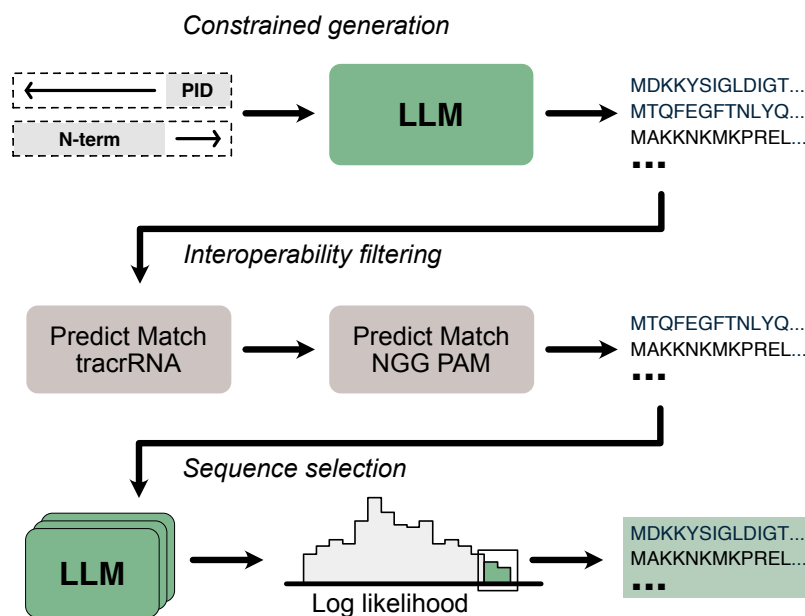 Constrained generation
PID
N-term
LLM
MDKKYSIGLDIGT...
MTQFEGFTNLYQ...
MAKKNKMKPREL...
...
Interoperability filtering
Predict Match
tracrRNA
Predict Match
NGG PAM
MTQFEGFTNLYQ...
MAKKNKMKPREL...
...
Sequence selection
LLM
Log likelihood
MDKKYSIGLDIGT...
MAKKNKMKPREL...
...